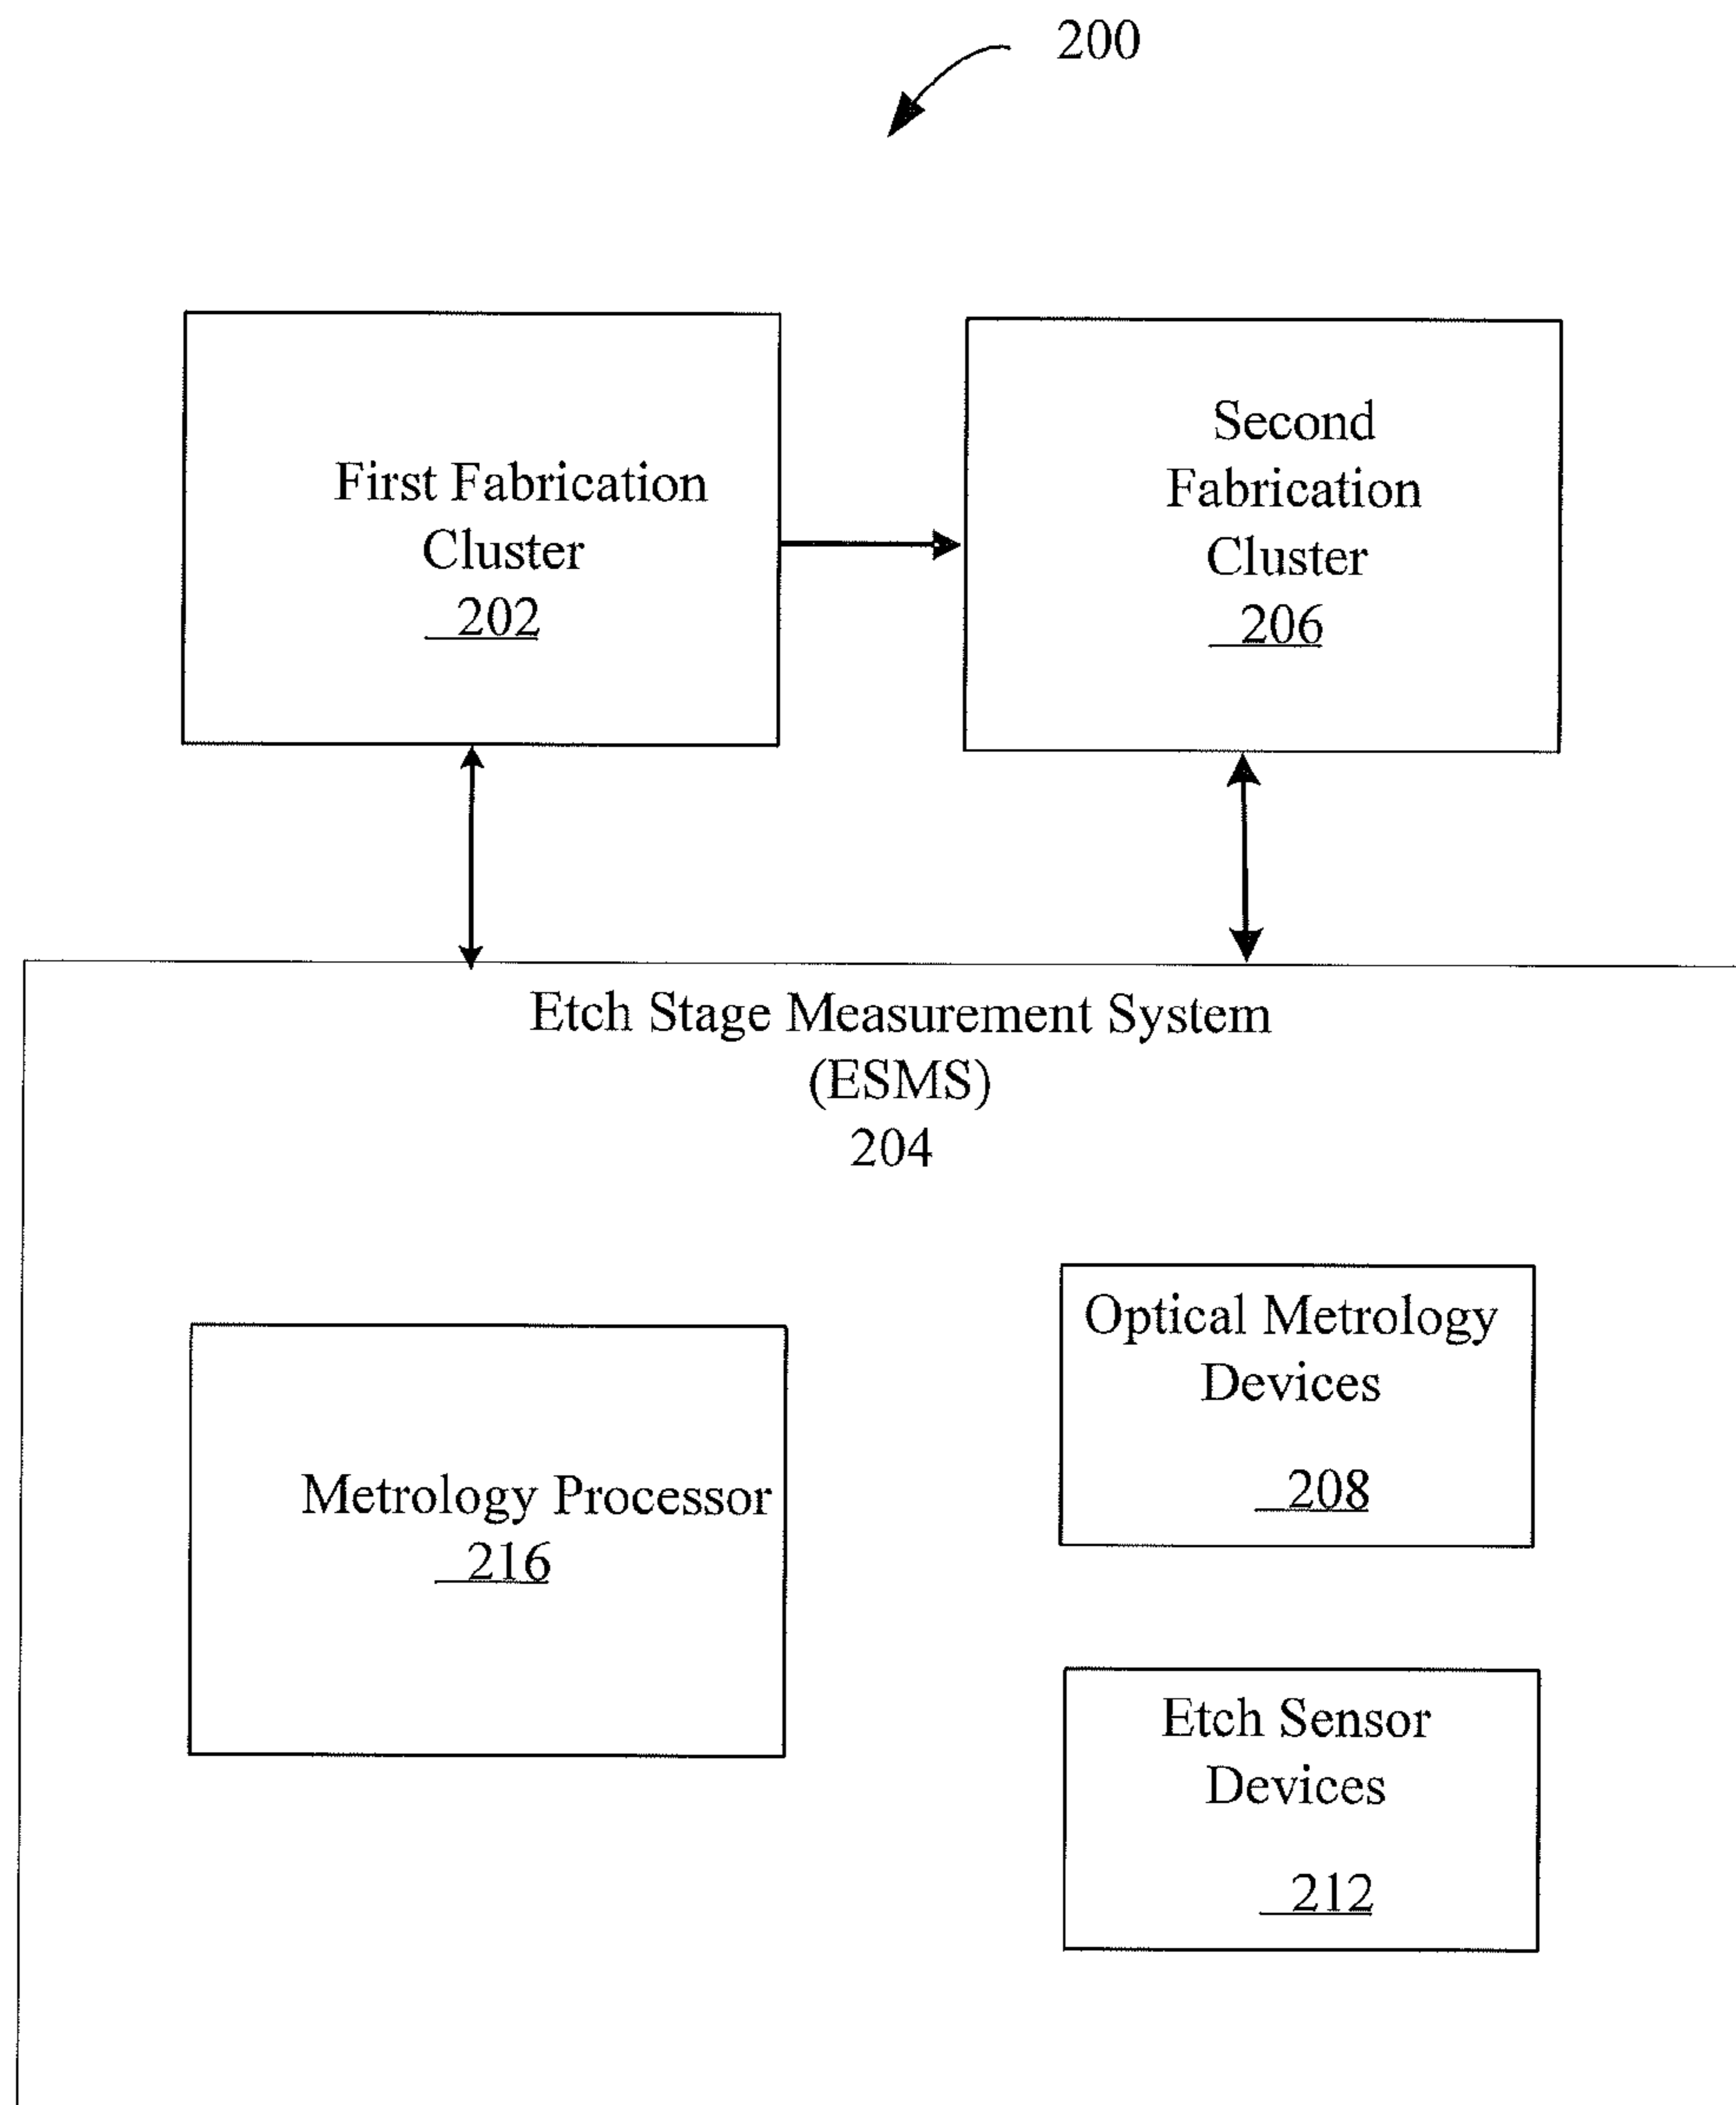 200
First Fabrication
Cluster
202
Second
Fabrication
Cluster
206
Etch Stage Measurement System
(ESMS)
204
Metrology Processor
216
Optical Metrology
Devices
208
Etch Sensor
Devices
212